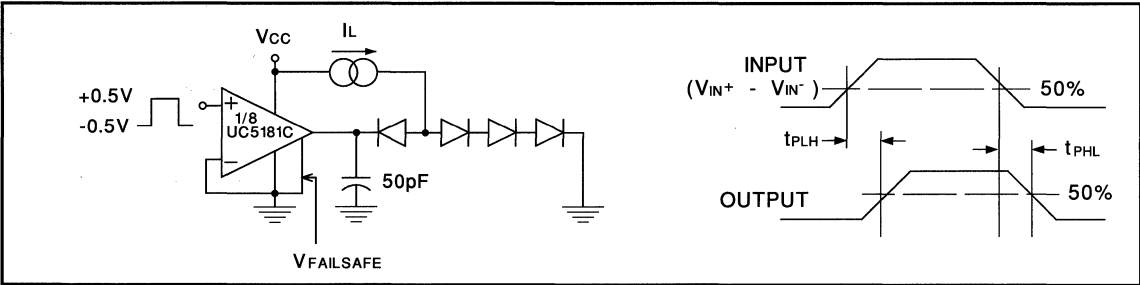 VCC
IL
+0.5V
-0.5V
+
1/8
UC5181C
−
50pF
VFAILSAFE
INPUT
(VIN+ - VIN-)
50%
tPLH
tPHL
OUTPUT
50%